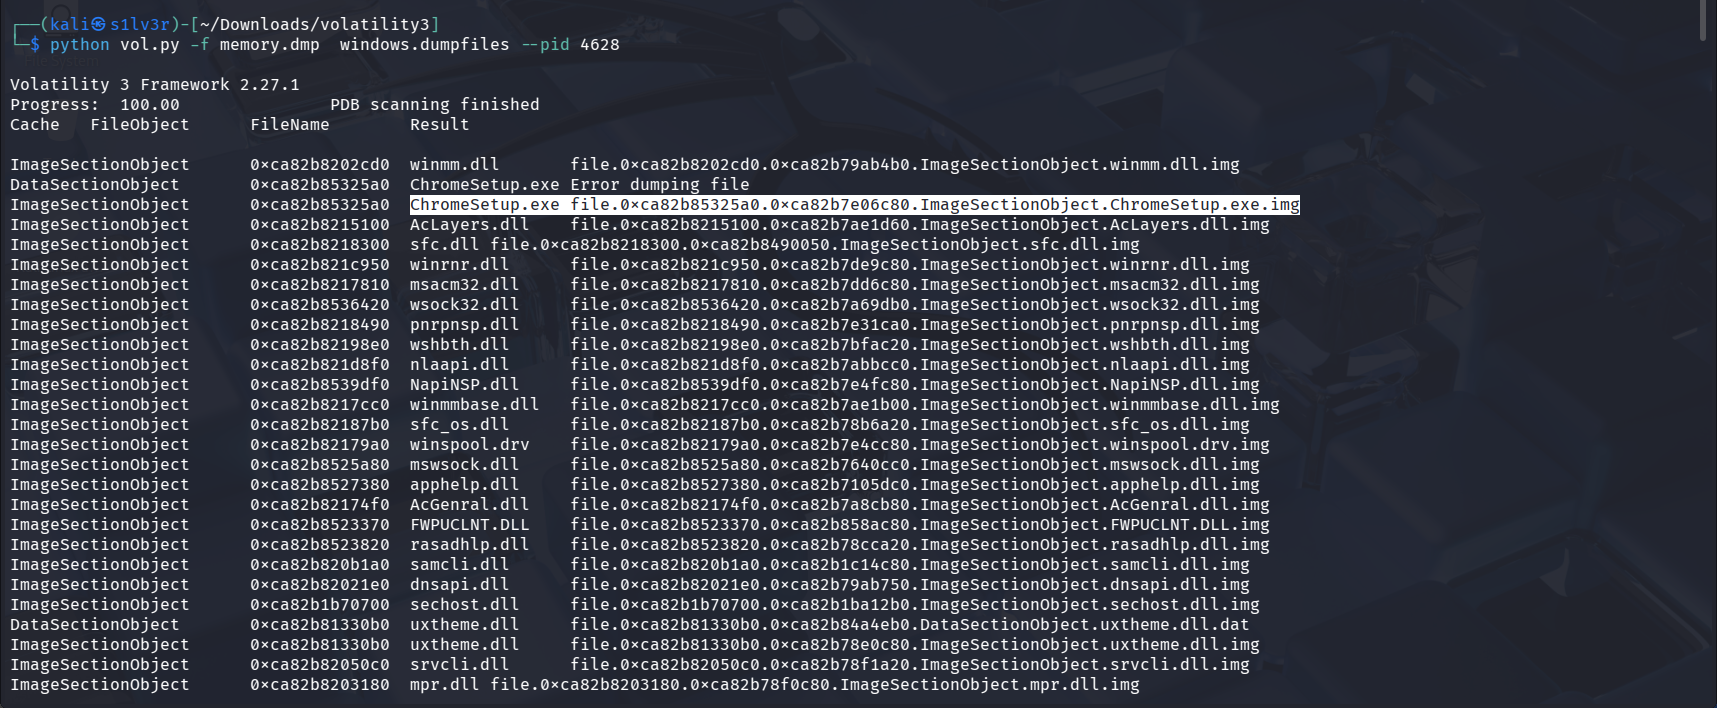 ┌──(kali㉿s1lv3r)-[~/Downloads/volatility3]
└─$ python vol.py -f memory.dmp  windows.dumpfiles --pid 4628
Volatility 3 Framework 2.27.1
Progress:  100.00               PDB scanning finished
Cache   FileObject      FileName        Result
ImageSectionObject      0×ca82b8202cd0  winmm.dll       file.0×ca82b8202cd0.0×ca82b79ab4b0.ImageSectionObject.winmm.dll.img
DataSectionObject       0×ca82b85325a0  ChromeSetup.exe Error dumping file
ImageSectionObject      0×ca82b85325a0  ChromeSetup.exe file.0×ca82b85325a0.0×ca82b7e06c80.ImageSectionObject.ChromeSetup.exe.img
ImageSectionObject      0×ca82b8215100  AcLayers.dll    file.0×ca82b8215100.0×ca82b7ae1d60.ImageSectionObject.AcLayers.dll.img
ImageSectionObject      0×ca82b8218300  sfc.dll file.0×ca82b8218300.0×ca82b8490050.ImageSectionObject.sfc.dll.img
ImageSectionObject      0×ca82b821c950  winrnr.dll      file.0×ca82b821c950.0×ca82b7de9c80.ImageSectionObject.winrnr.dll.img
ImageSectionObject      0×ca82b8217810  msacm32.dll     file.0×ca82b8217810.0×ca82b7dd6c80.ImageSectionObject.msacm32.dll.img
ImageSectionObject      0×ca82b8536420  wsock32.dll     file.0×ca82b8536420.0×ca82b7a69db0.ImageSectionObject.wsock32.dll.img
ImageSectionObject      0×ca82b8218490  pnrpnsp.dll     file.0×ca82b8218490.0×ca82b7e31ca0.ImageSectionObject.pnrpnsp.dll.img
ImageSectionObject      0×ca82b82198e0  wshbth.dll      file.0×ca82b82198e0.0×ca82b7bfac20.ImageSectionObject.wshbth.dll.img
ImageSectionObject      0×ca82b821d8f0  nlaapi.dll      file.0×ca82b821d8f0.0×ca82b7abbcc0.ImageSectionObject.nlaapi.dll.img
ImageSectionObject      0×ca82b8539df0  NapiNSP.dll     file.0×ca82b8539df0.0×ca82b7e4fc80.ImageSectionObject.NapiNSP.dll.img
ImageSectionObject      0×ca82b8217cc0  winmmbase.dll   file.0×ca82b8217cc0.0×ca82b7ae1b00.ImageSectionObject.winmmbase.dll.img
ImageSectionObject      0×ca82b82187b0  sfc_os.dll      file.0×ca82b82187b0.0×ca82b78b6a20.ImageSectionObject.sfc_os.dll.img
ImageSectionObject      0×ca82b82179a0  winspool.drv    file.0×ca82b82179a0.0×ca82b7e4cc80.ImageSectionObject.winspool.drv.img
ImageSectionObject      0×ca82b8525a80  mswsock.dll     file.0×ca82b8525a80.0×ca82b7640cc0.ImageSectionObject.mswsock.dll.img
ImageSectionObject      0×ca82b8527380  apphelp.dll     file.0×ca82b8527380.0×ca82b7105dc0.ImageSectionObject.apphelp.dll.img
ImageSectionObject      0×ca82b82174f0  AcGenral.dll    file.0×ca82b82174f0.0×ca82b7a8cb80.ImageSectionObject.AcGenral.dll.img
ImageSectionObject      0×ca82b8523370  FWPUCLNT.DLL    file.0×ca82b8523370.0×ca82b858ac80.ImageSectionObject.FWPUCLNT.DLL.img
ImageSectionObject      0×ca82b8523820  rasadhlp.dll    file.0×ca82b8523820.0×ca82b78cca20.ImageSectionObject.rasadhlp.dll.img
ImageSectionObject      0×ca82b820b1a0  samcli.dll      file.0×ca82b820b1a0.0×ca82b1c14c80.ImageSectionObject.samcli.dll.img
ImageSectionObject      0×ca82b82021e0  dnsapi.dll      file.0×ca82b82021e0.0×ca82b79ab750.ImageSectionObject.dnsapi.dll.img
ImageSectionObject      0×ca82b1b70700  sechost.dll     file.0×ca82b1b70700.0×ca82b1ba12b0.ImageSectionObject.sechost.dll.img
DataSectionObject       0×ca82b81330b0  uxtheme.dll     file.0×ca82b81330b0.0×ca82b84a4eb0.DataSectionObject.uxtheme.dll.dat
ImageSectionObject      0×ca82b81330b0  uxtheme.dll     file.0×ca82b81330b0.0×ca82b78e0c80.ImageSectionObject.uxtheme.dll.img
ImageSectionObject      0×ca82b82050c0  srvcli.dll      file.0×ca82b82050c0.0×ca82b78f1a20.ImageSectionObject.srvcli.dll.img
ImageSectionObject      0×ca82b8203180  mpr.dll file.0×ca82b8203180.0×ca82b78f0c80.ImageSectionObject.mpr.dll.img